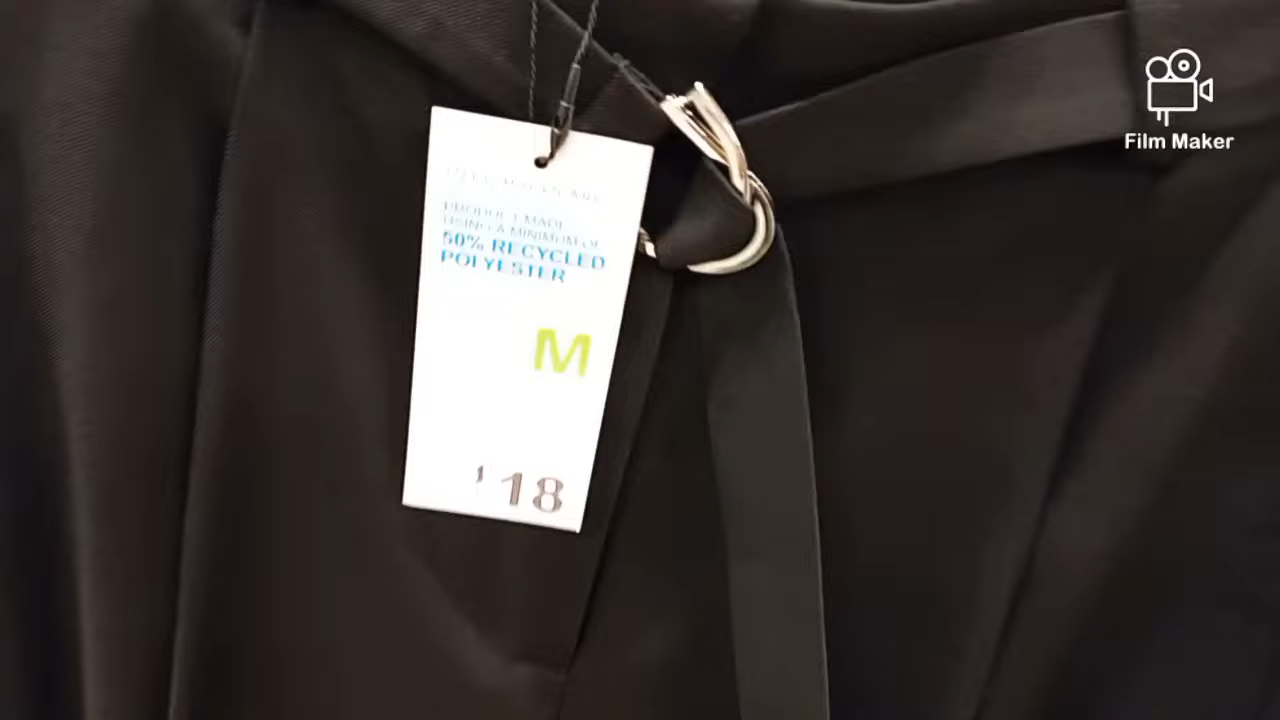 PRODUCT MADE
USING A MINIMUM OF
50% RECYCLED
POLYESTER
M
£18
Film Maker